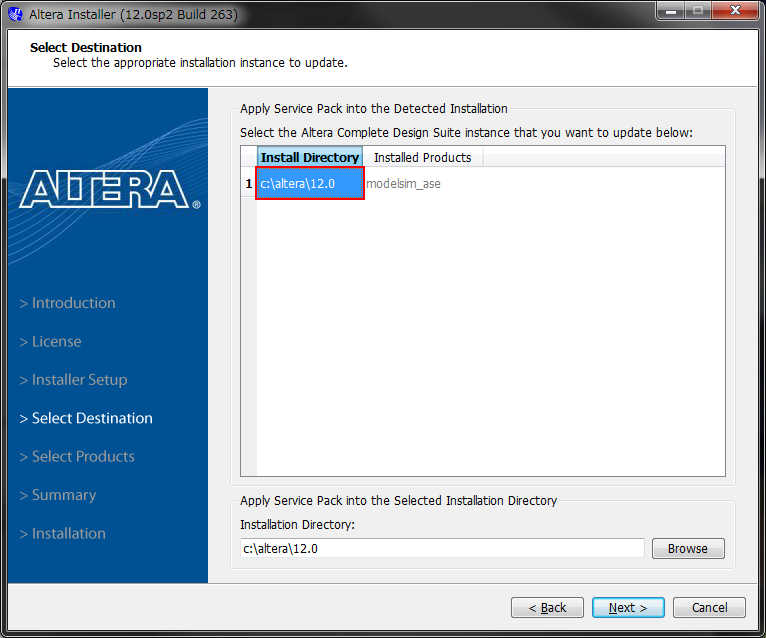 Altera Installer (12.0sp2 Build 263)
Select Destination
Select the appropriate installation instance to update.
ALTERA®
> Introduction
> License
> Installer Setup
> Select Destination
> Select Products
> Summary
> Installation
Apply Service Pack into the Detected Installation
Select the Altera Complete Design Suite instance that you want to update below:
Install Directory Installed Products
1 c:\altera\12.0 modelsim_ase
Apply Service Pack into the Selected Installation Directory
Installation Directory:
c:\altera\12.0 Browse
< Back Next > Cancel